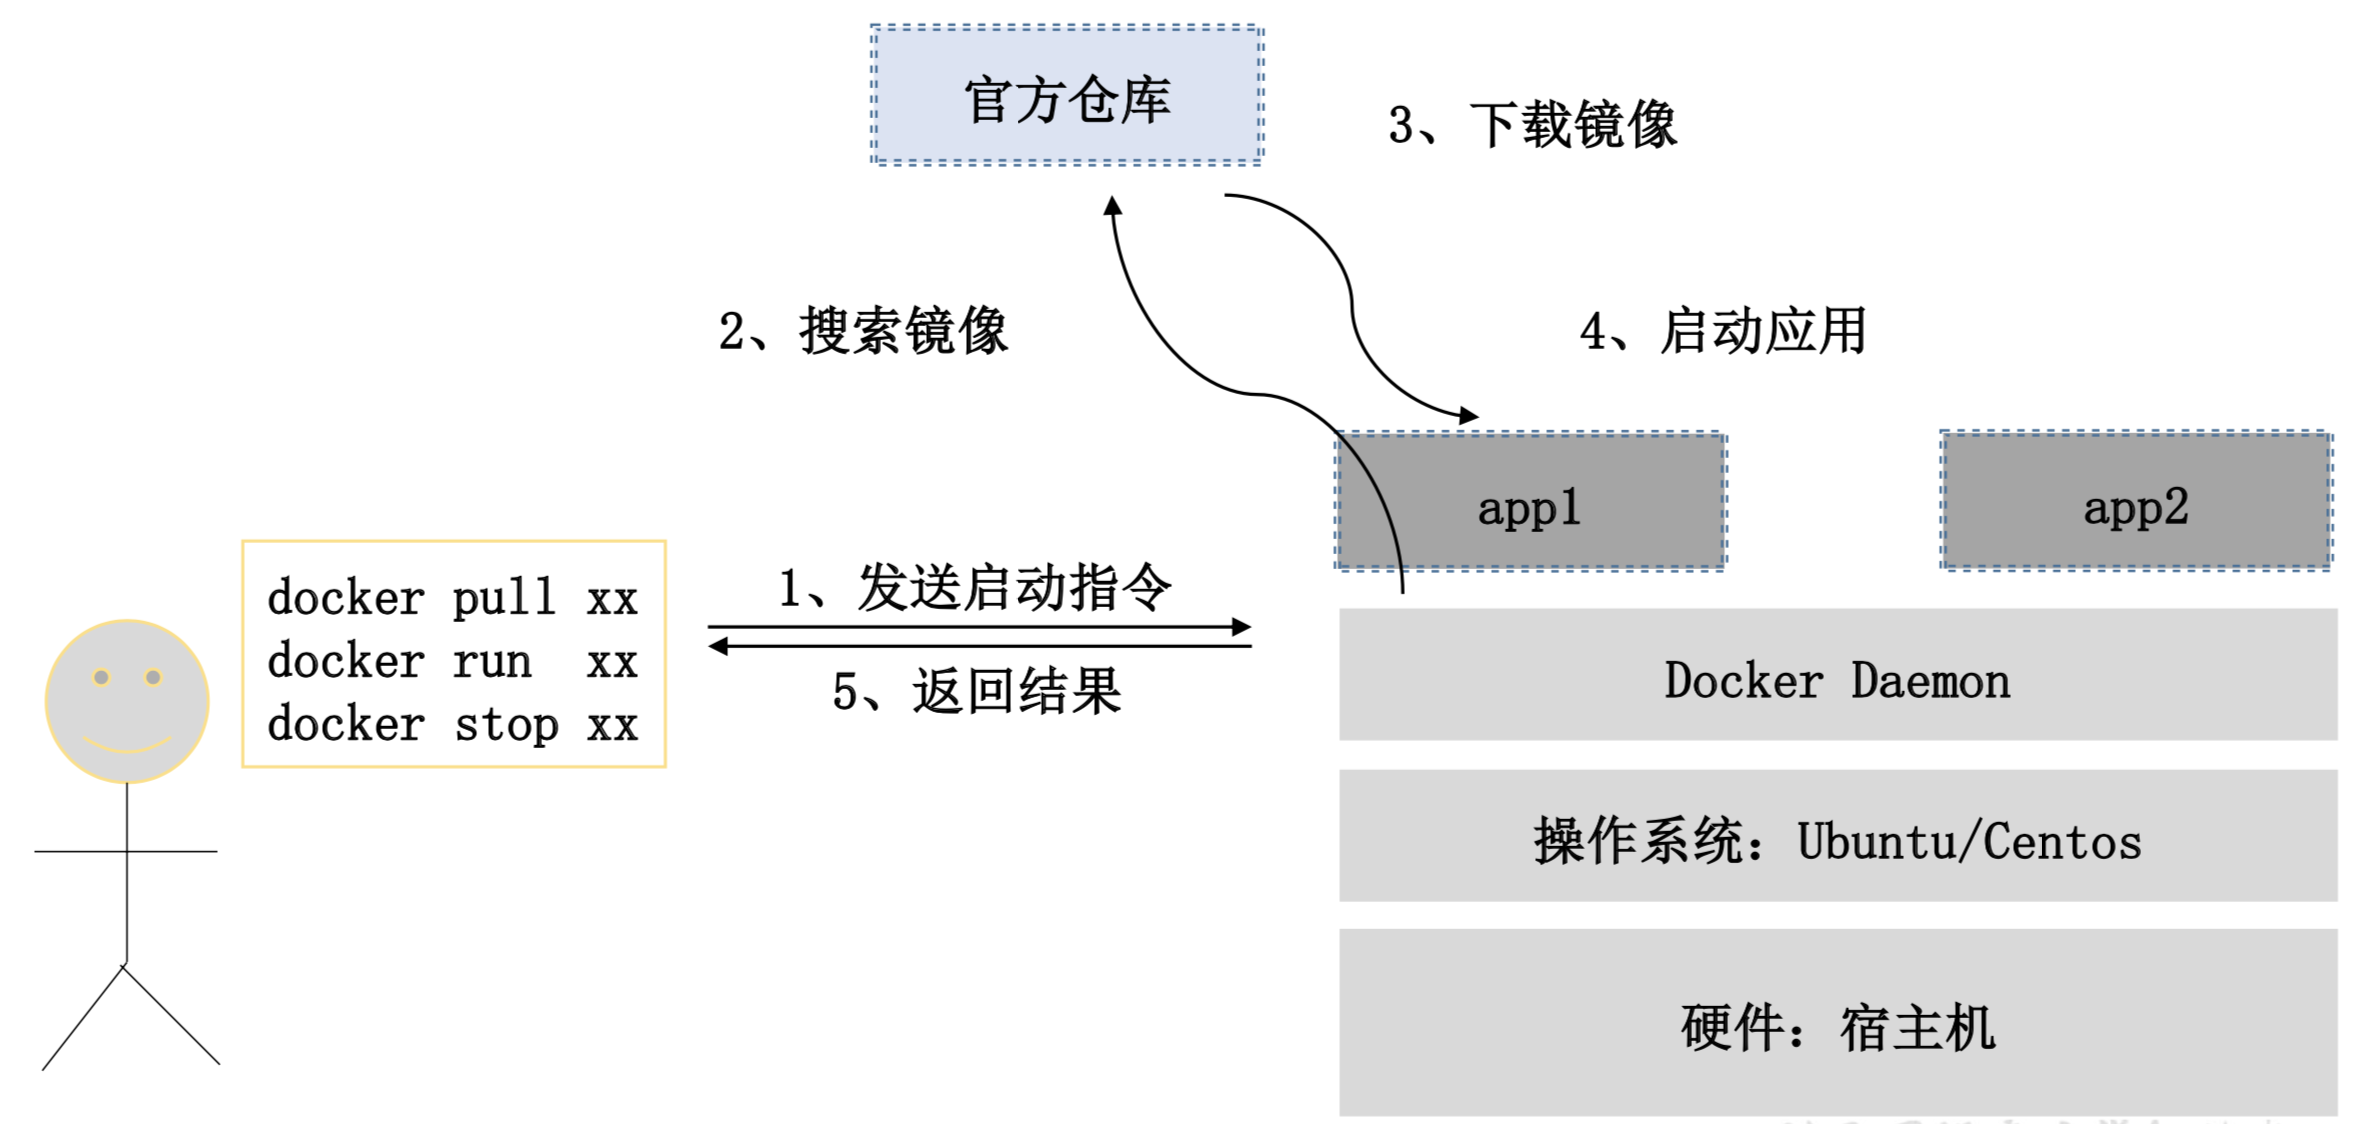 官方仓库
3、下载镜像
2、搜索镜像
4、启动应用
app1
app2
docker pull xx
docker run  xx
docker stop xx
1、发送启动指令
5、返回结果
Docker Daemon
操作系统：Ubuntu/Centos
硬件：宿主机